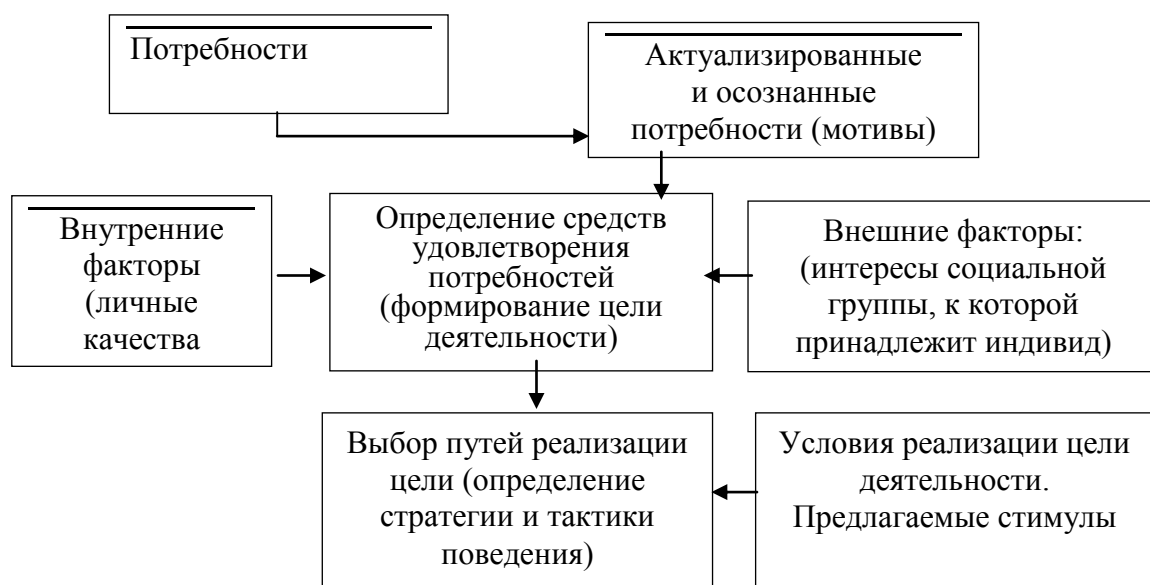 Потребности
Актуализированные
и осознанные
потребности (мотивы)
Внутренние
факторы
(личные
качества
Определение средств
удовлетворения
потребностей
(формирование цели
деятельности)
Внешние факторы:
(интересы социальной
группы, к которой
принадлежит индивид)
Выбор путей реализации
цели (определение
стратегии и тактики
поведения)
Условия реализации цели
деятельности.
Предлагаемые стимулы